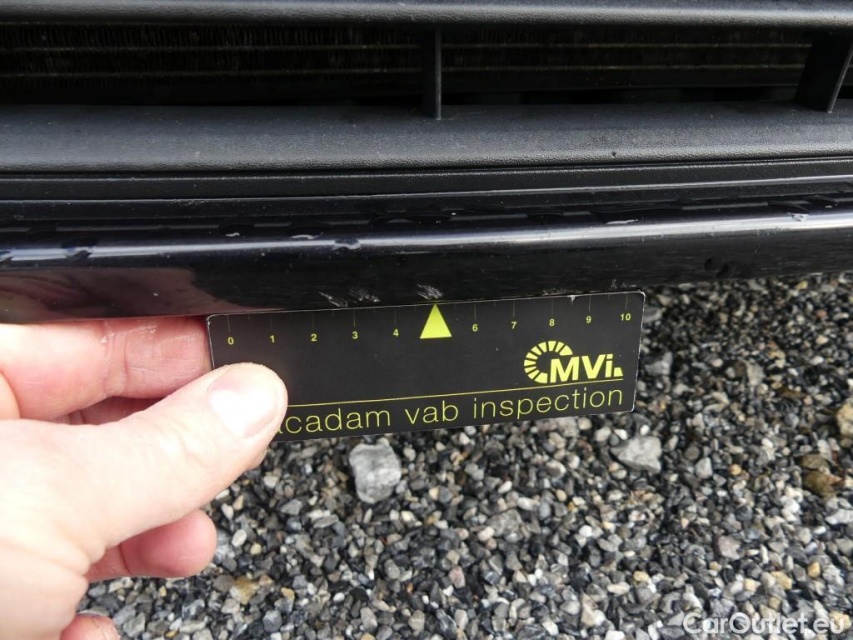 0 1 2 3 4 6 7 8 9 10
MVi.
cadam vab inspection
CarOutlet.eu